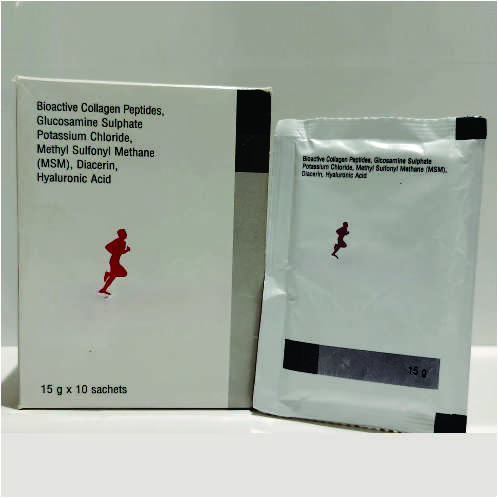 Bioactive Collagen Peptides,
Glucosamine Sulphate
Potassium Chloride,
Methyl Sulfonyl Methane
(MSM), Diacerin,
Hyaluronic Acid
15 g x 10 sachets
Bioactive Collagen Peptides, Glcosamine Sulphate
Potassium Chloride, Methyl Sulfonyl Methane (MSM),
Diacerin, Hyaluronic Acid
15 g